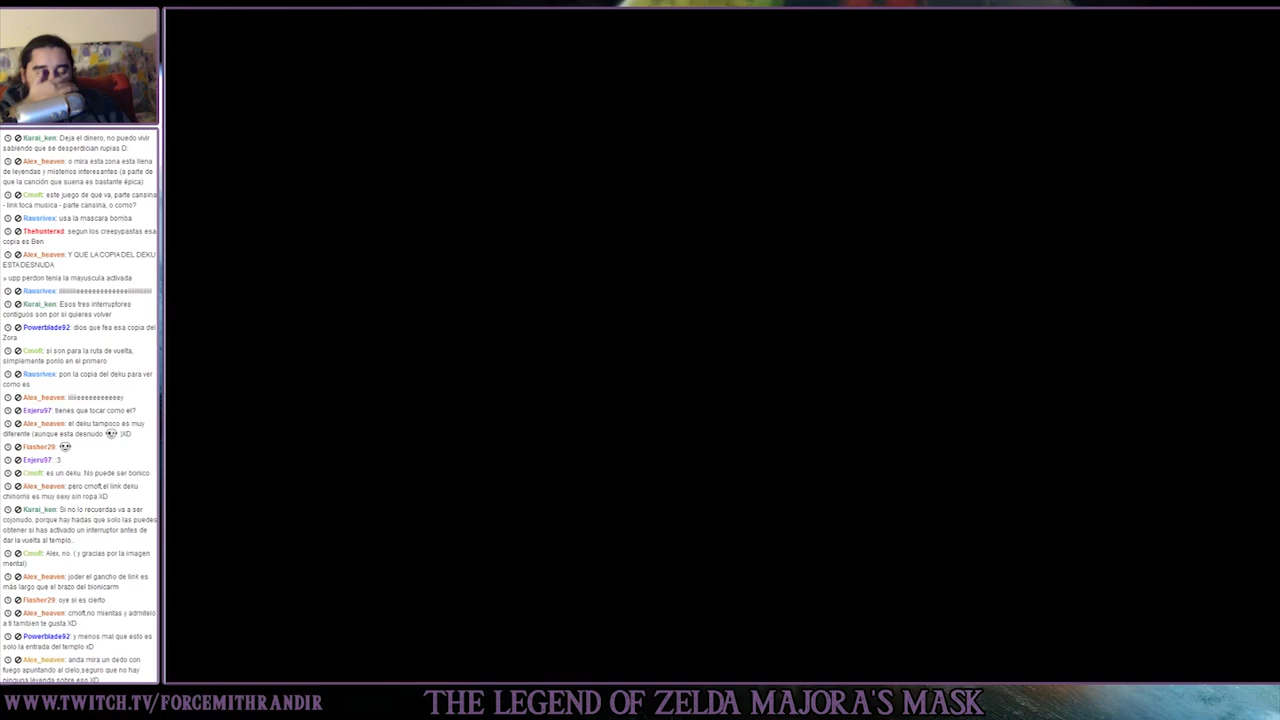 Kurai_ken: Deja el dinero, no puedo vivir
sabiendo que se desperdician rupias D:
Alex_heaven: o mira esta zona esta llena
de leyendas y misterios interesantes (a parte de
que la canción que suena es bastante épica)
Cmoft: este juego de que va, parte cansina
- link toca musica - parte cansina, o como?
Rausrivex: usa la mascara bomba
Thehunterxd: segun los creepypastas esa
copia es Ben
Alex_heaven: Y QUE LA COPIA DEL DEKU
ESTA DESNUDA
» upp perdon tenia la mayuscula activada
Rausrivex: iiiiiiiiieeeeeeeeeeeeeiiiiiiiiiiii
Kurai_ken: Esos tres interruptores
contiguos son por si quieres volver
Powerblade92: dios que fea esa copia del
Zora
Cmoft: si son para la ruta de vuelta,
simplemente ponlo en el primero
Rausrivex: pon la copia del deku para ver
como es
Alex_heaven: iiiiiieeeeeeeeeeey
Enjeru97: tienes que tocar como el?
Alex_heaven: el deku tampoco es muy
diferente (aunque esta desnudo )XD
Flasher29:
Enjeru97: :3
Cmoft: es un deku. No puede ser bonico
Alex_heaven: pero cmoft,el link deku
chinorris es muy sexy sin ropa XD
Kurai_ken: Si no lo recuerdas va a ser
cojonudo, porque hay hadas que solo las puedes
obtener si has activado un interruptor antes de
dar la vuelta al templo..
Cmoft: Alex, no. ( y gracias por la imagen
mental)
Alex_heaven: joder el gancho de link es
más largo que el brazo del bionicarm
Flasher29: oye si es cierto
Alex_heaven: cmoft,no mientas y admitelo
a ti tambien te gusta XD
Powerblade92: y menos mal que esto es
solo la entrada del templo xD
Alex_heaven: anda mira un dedo con
fuego apuntando al cielo,seguro que no hay
ninguna leyenda sobre eso XD
WWW.TWITCH.TV/FORCEMITHRANDIR
THE LEGEND OF ZELDA MAJORA'S MASK